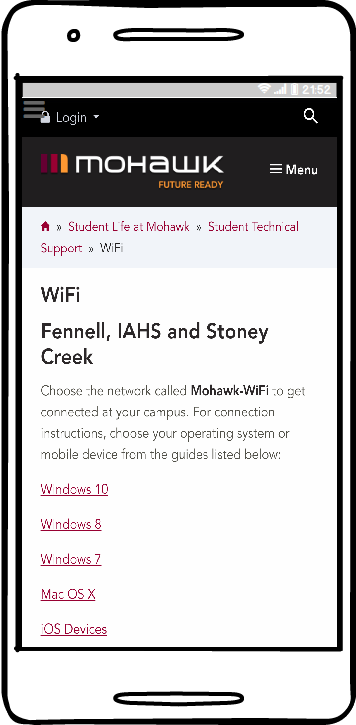 21:52
Login
mohawk
FUTURE READY
Menu
» Student Life at Mohawk » Student Technical
Support » WiFi
WiFi
Fennell, IAHS and Stoney
Creek
Choose the network called Mohawk-WiFi to get
connected at your campus. For connection
instructions, choose your operating system or
mobile device from the guides listed below:
Windows 10
Windows 8
Windows 7
Mac OS X
iOS Devices